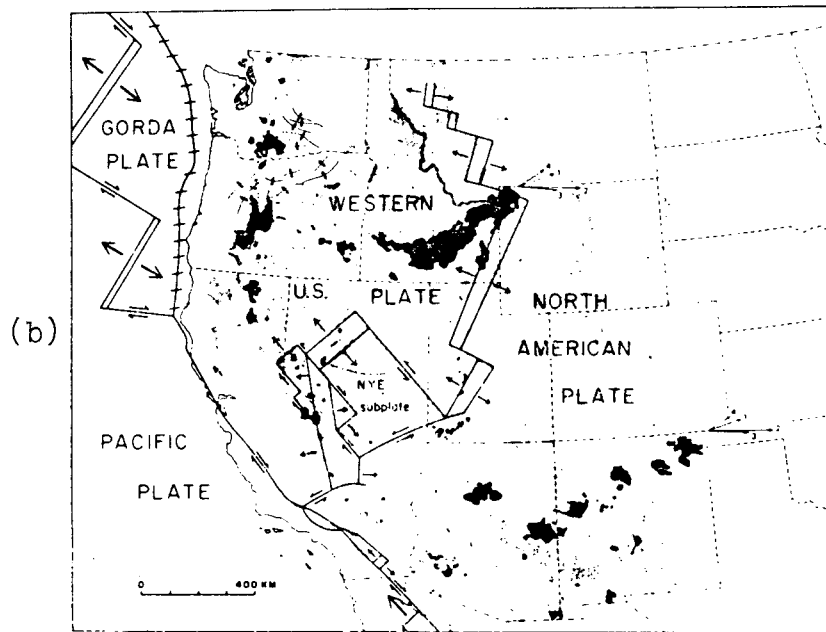 (b)
GORDA
PLATE
WESTERN
U.S. PLATE
NORTH
AMERICAN
PLATE
NYE
subplate
PACIFIC
PLATE
0 400 KM